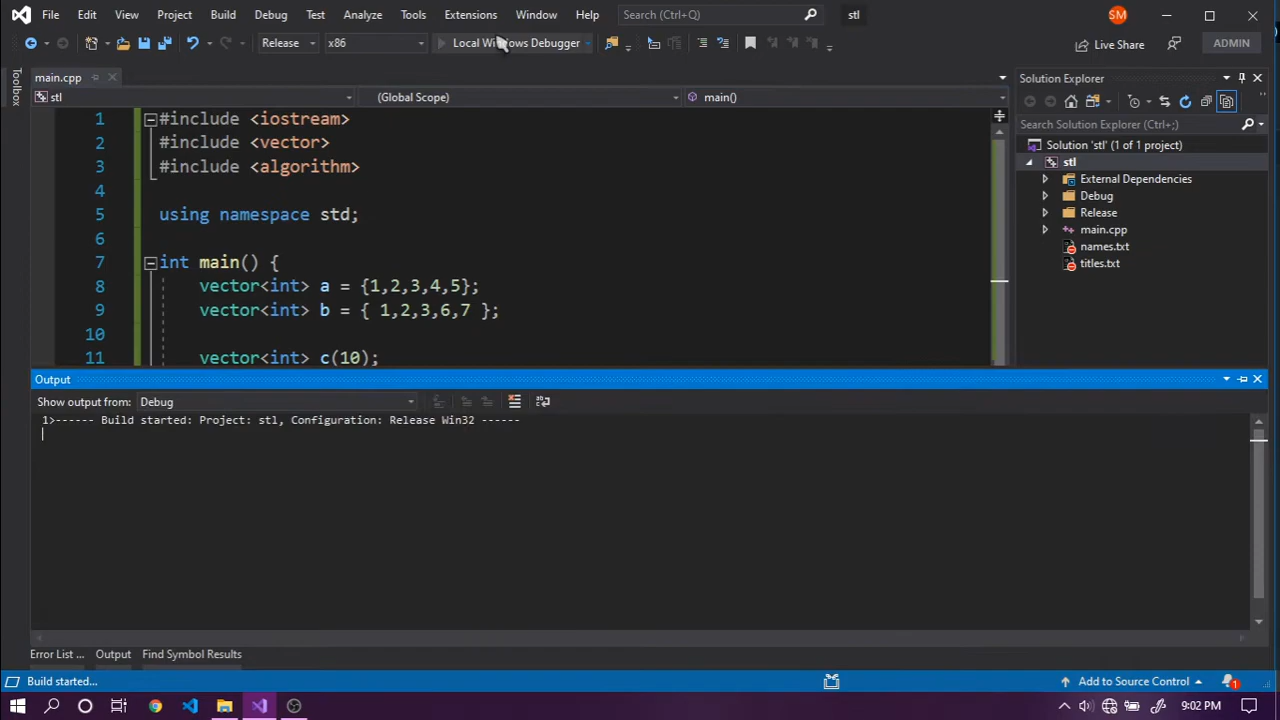 File Edit View Project Build Debug Test Analyze Tools Extensions Window Help Search (Ctrl+Q) stl SM
Release x86 Local Windows Debugger Live Share ADMIN
Toolbox
main.cpp
stl (Global Scope) main()
1 #include <iostream>
2 #include <vector>
3 #include <algorithm>
4
5 using namespace std;
6
7 int main() {
8 vector<int> a = {1,2,3,4,5};
9 vector<int> b = { 1,2,3,6,7 };
10
11 vector<int> c(10);
Solution Explorer
Search Solution Explorer (Ctrl+;)
Solution 'stl' (1 of 1 project)
stl
External Dependencies
Debug
Release
main.cpp
names.txt
titles.txt
Output
Show output from: Debug
1>------ Build started: Project: stl, Configuration: Release Win32 ------
Error List ... Output Find Symbol Results
Build started... Add to Source Control 1
9:02 PM